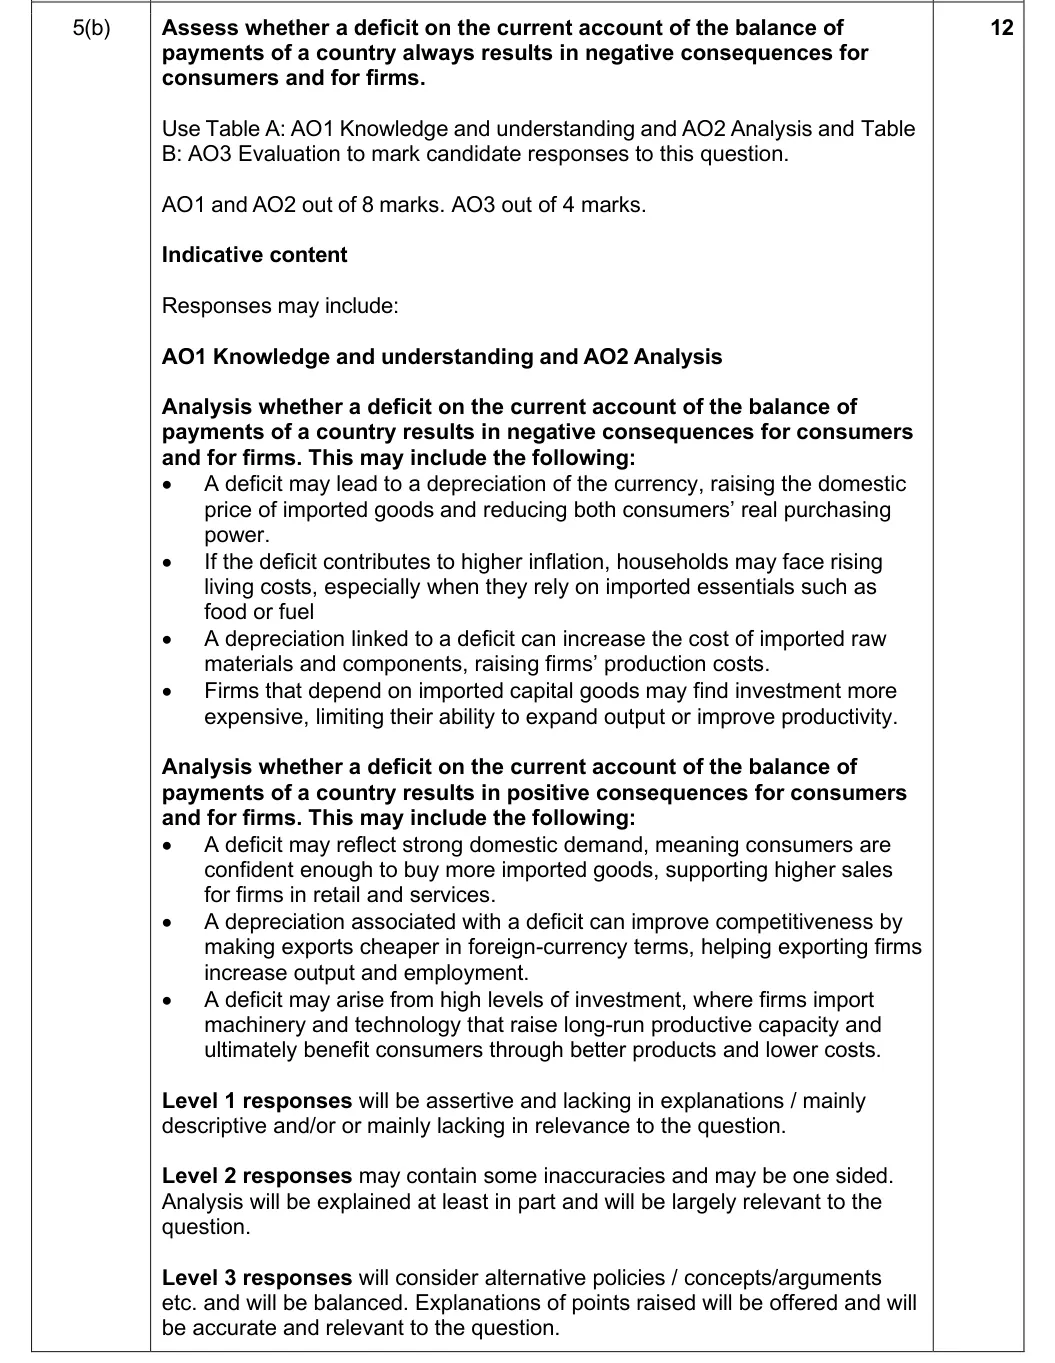 5(b)
Assess whether a deficit on the current account of the balance of
payments of a country always results in negative consequences for
consumers and for firms.
12
Use Table A: AO1 Knowledge and understanding and AO2 Analysis and Table
B: AO3 Evaluation to mark candidate responses to this question.
AO1 and AO2 out of 8 marks. AO3 out of 4 marks.
Indicative content
Responses may include:
AO1 Knowledge and understanding and AO2 Analysis
Analysis whether a deficit on the current account of the balance of
payments of a country results in negative consequences for consumers
and for firms. This may include the following:
• A deficit may lead to a depreciation of the currency, raising the domestic
price of imported goods and reducing both consumers’ real purchasing
power.
• If the deficit contributes to higher inflation, households may face rising
living costs, especially when they rely on imported essentials such as
food or fuel
• A depreciation linked to a deficit can increase the cost of imported raw
materials and components, raising firms’ production costs.
• Firms that depend on imported capital goods may find investment more
expensive, limiting their ability to expand output or improve productivity.
Analysis whether a deficit on the current account of the balance of
payments of a country results in positive consequences for consumers
and for firms. This may include the following:
• A deficit may reflect strong domestic demand, meaning consumers are
confident enough to buy more imported goods, supporting higher sales
for firms in retail and services.
• A depreciation associated with a deficit can improve competitiveness by
making exports cheaper in foreign-currency terms, helping exporting firms
increase output and employment.
• A deficit may arise from high levels of investment, where firms import
machinery and technology that raise long-run productive capacity and
ultimately benefit consumers through better products and lower costs.
Level 1 responses will be assertive and lacking in explanations / mainly
descriptive and/or or mainly lacking in relevance to the question.
Level 2 responses may contain some inaccuracies and may be one sided.
Analysis will be explained at least in part and will be largely relevant to the
question.
Level 3 responses will consider alternative policies / concepts/arguments
etc. and will be balanced. Explanations of points raised will be offered and will
be accurate and relevant to the question.